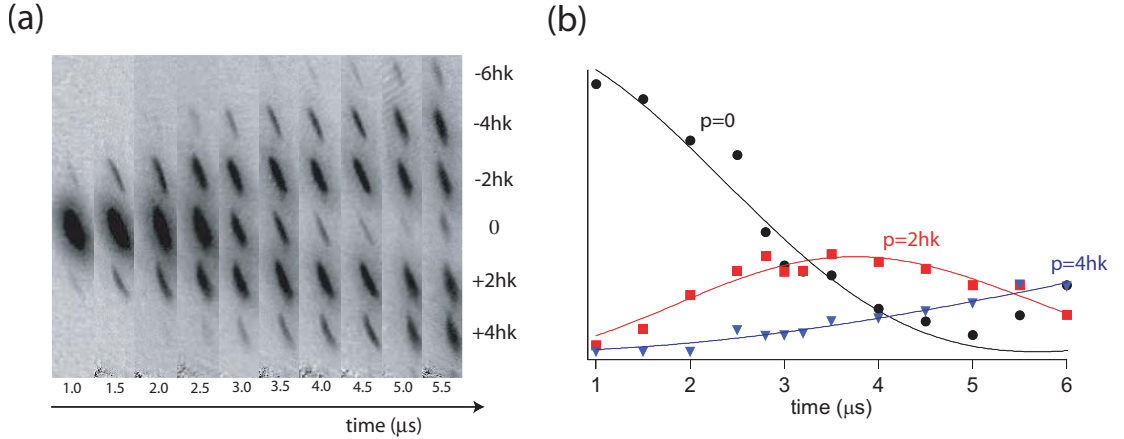 (a)
-6hk
-4hk
-2hk
0
+2hk
+4hk
1.0 1.5 2.0 2.5 3.0 3.5 4.0 4.5 5.0 5.5
time (μs)
(b)
p=0
p=2hk
p=4hk
1 2 3 4 5 6
time (μs)